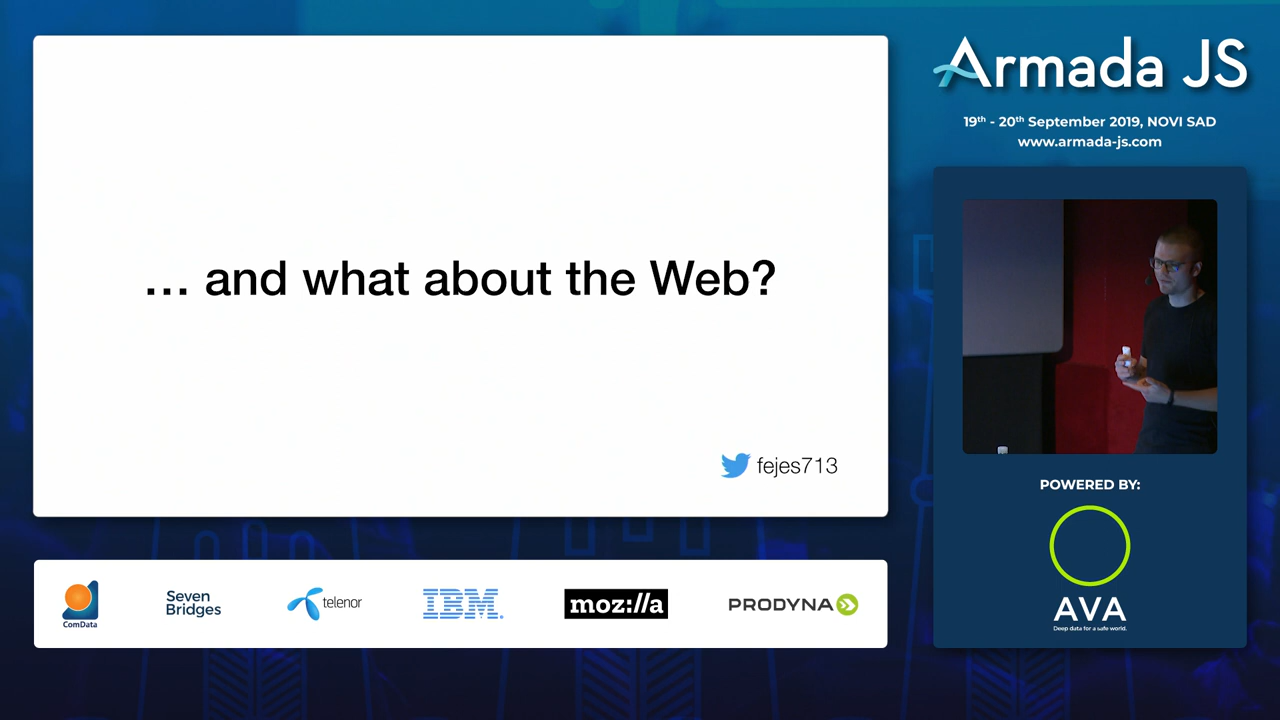 ... and what about the Web?
fejes713
Armada JS
19th - 20th September 2019, NOVI SAD
www.armada-js.com
POWERED BY:
AVA
Deep data for a safe world.
ComData
Seven
Bridges
telenor
IBM.
moz://a
PRODYNA